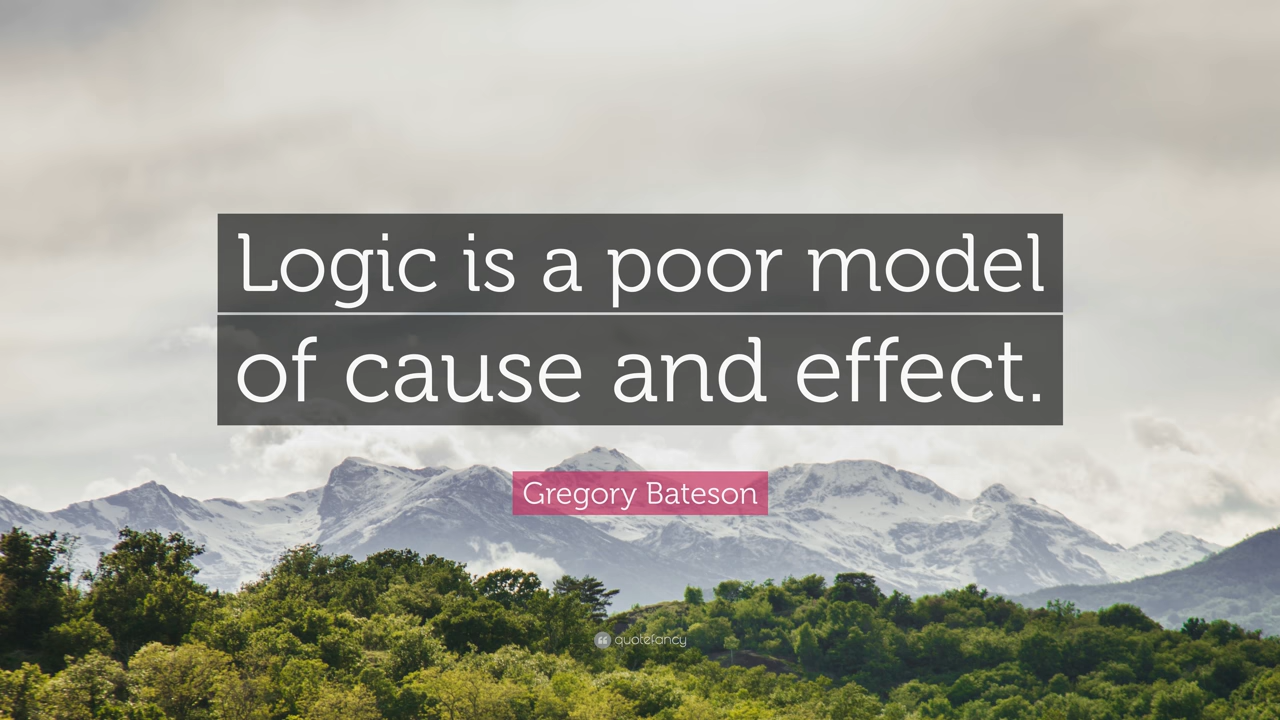 Logic is a poor model
of cause and effect.
Gregory Bateson
quotefancy